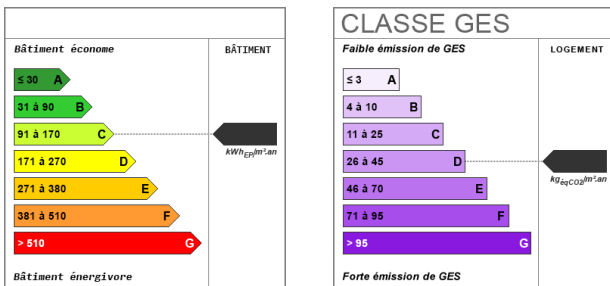 Bâtiment économe
BÂTIMENT
≤ 30 A
31 à 90 B
91 à 170 C
171 à 270 D
271 à 380 E
381 à 510 F
> 510 G
kWhEP/m².an
Bâtiment énergivore
CLASSE GES
Faible émission de GES
LOGEMENT
≤ 3 A
4 à 10 B
11 à 25 C
26 à 45 D
46 à 70 E
71 à 95 F
> 95 G
kgéqCO2/m².an
Forte émission de GES